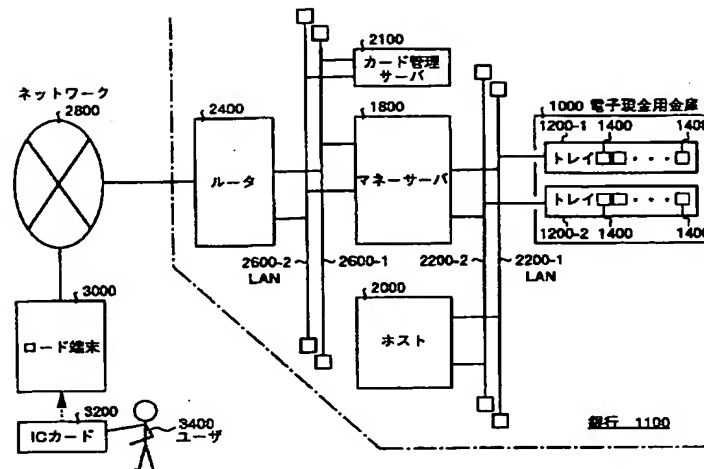 ネットワーク
2800
2400
ルータ
2100
カード管理
サーバ
1800
マネーサーバ
1000 電子現金用金庫
1200-1
1400
1400
トレイ
・・・
トレイ
・・・
1200-2
1400
1400
2600-2
2600-1
LAN
2200-2
2200-1
LAN
2000
ホスト
3000
ロード端末
3200
ICカード
3400
ユーザ
銀行 1100